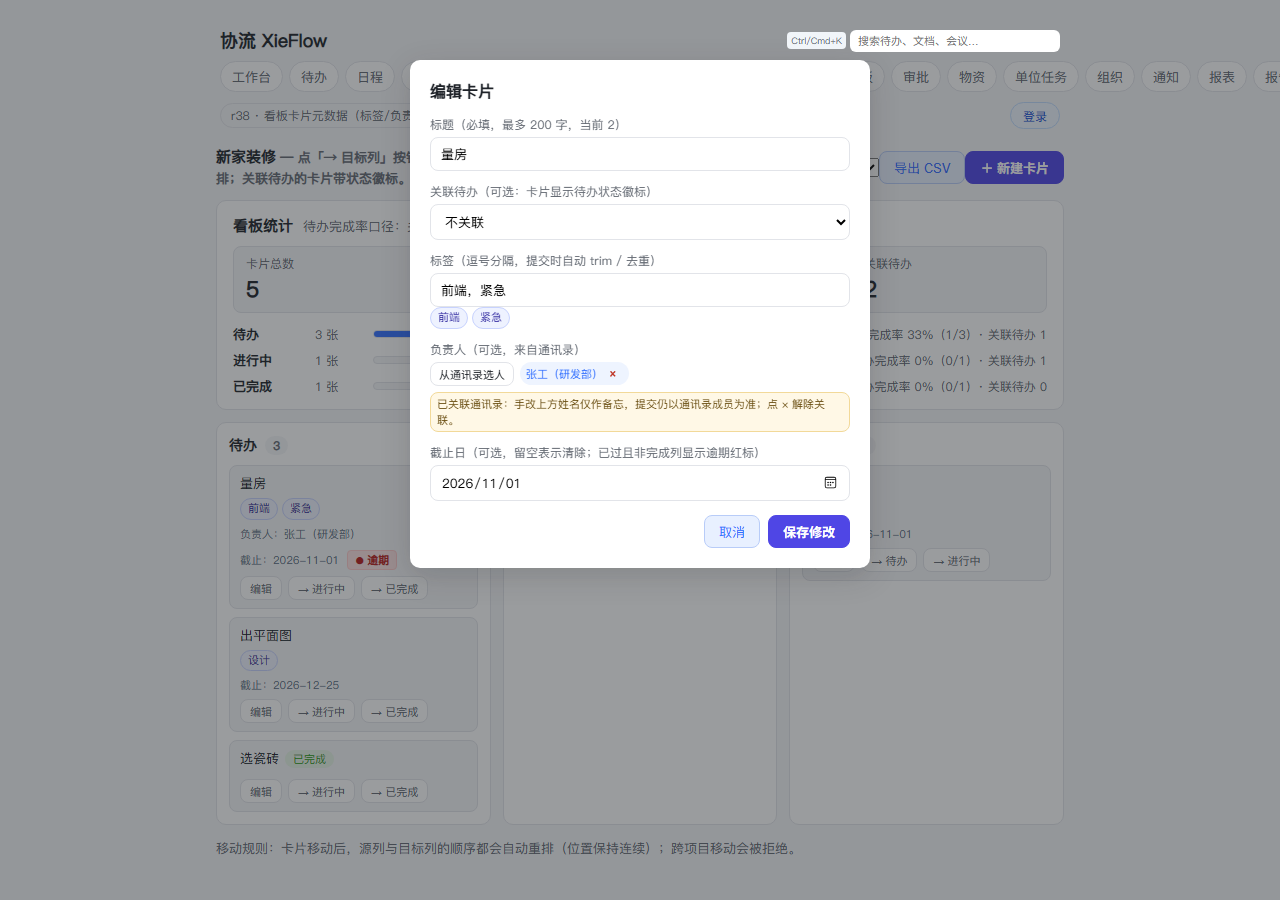 协流 XieFlow
Ctrl/Cmd+K
搜索待办、文档、会议…
工作台
待办
日程
审批
物资
单位任务
组织
通知
报表
r38 · 看板卡片元数据（标签/负责
登录
新家装修 — 点「→ 目标列」按
排；关联待办的卡片带状态徽标。
导出 CSV
＋ 新建卡片
看板统计 待办完成率口径：
卡片总数
5
关联待办
2
待办 3 张
完成率 33%（1/3）· 关联待办 1
进行中 1 张
完成率 0%（0/1）· 关联待办 1
已完成 1 张
完成率 0%（0/1）· 关联待办 0
编辑卡片
标题（必填，最多 200 字，当前 2）
量房
关联待办（可选：卡片显示待办状态徽标）
不关联
标签（逗号分隔，提交时自动 trim / 去重）
前端，紧急
前端
紧急
负责人（可选，来自通讯录）
从通讯录选人
张工（研发部） ×
已关联通讯录：手改上方姓名仅作备忘，提交仍以通讯录成员为准；点 × 解除关
联。
截止日（可选，留空表示清除；已过且非完成列显示逾期红标）
2026/11/01
取消
保存修改
待办 3
量房
前端
紧急
负责人：张工（研发部）
截止：2026-11-01
逾期
编辑
→ 进行中
→ 已完成
出平面图
设计
截止：2026-12-25
编辑
→ 进行中
→ 已完成
选瓷砖
已完成
编辑
→ 进行中
→ 已完成
-11-01
→ 待办
→ 进行中
移动规则：卡片移动后，源列与目标列的顺序都会自动重排（位置保持连续）；跨项目移动会被拒绝。